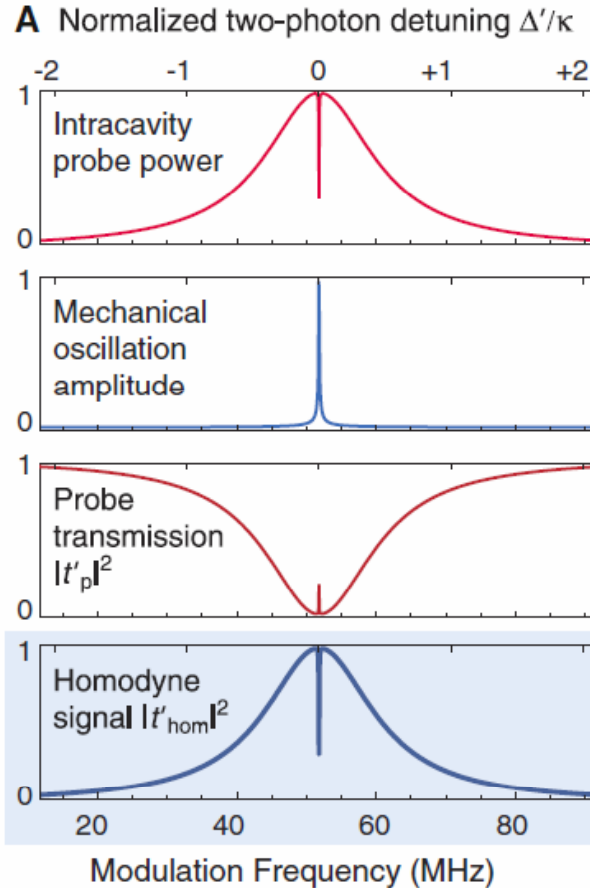 A Normalized two-photon detuning Δ′/κ
-2 -1 0 +1 +2
1
Intracavity
probe power
0
1
Mechanical
oscillation
amplitude
0
1
Probe
transmission
|t′p|²
0
1
Homodyne
signal |t′hom|²
0
20 40 60 80
Modulation Frequency (MHz)